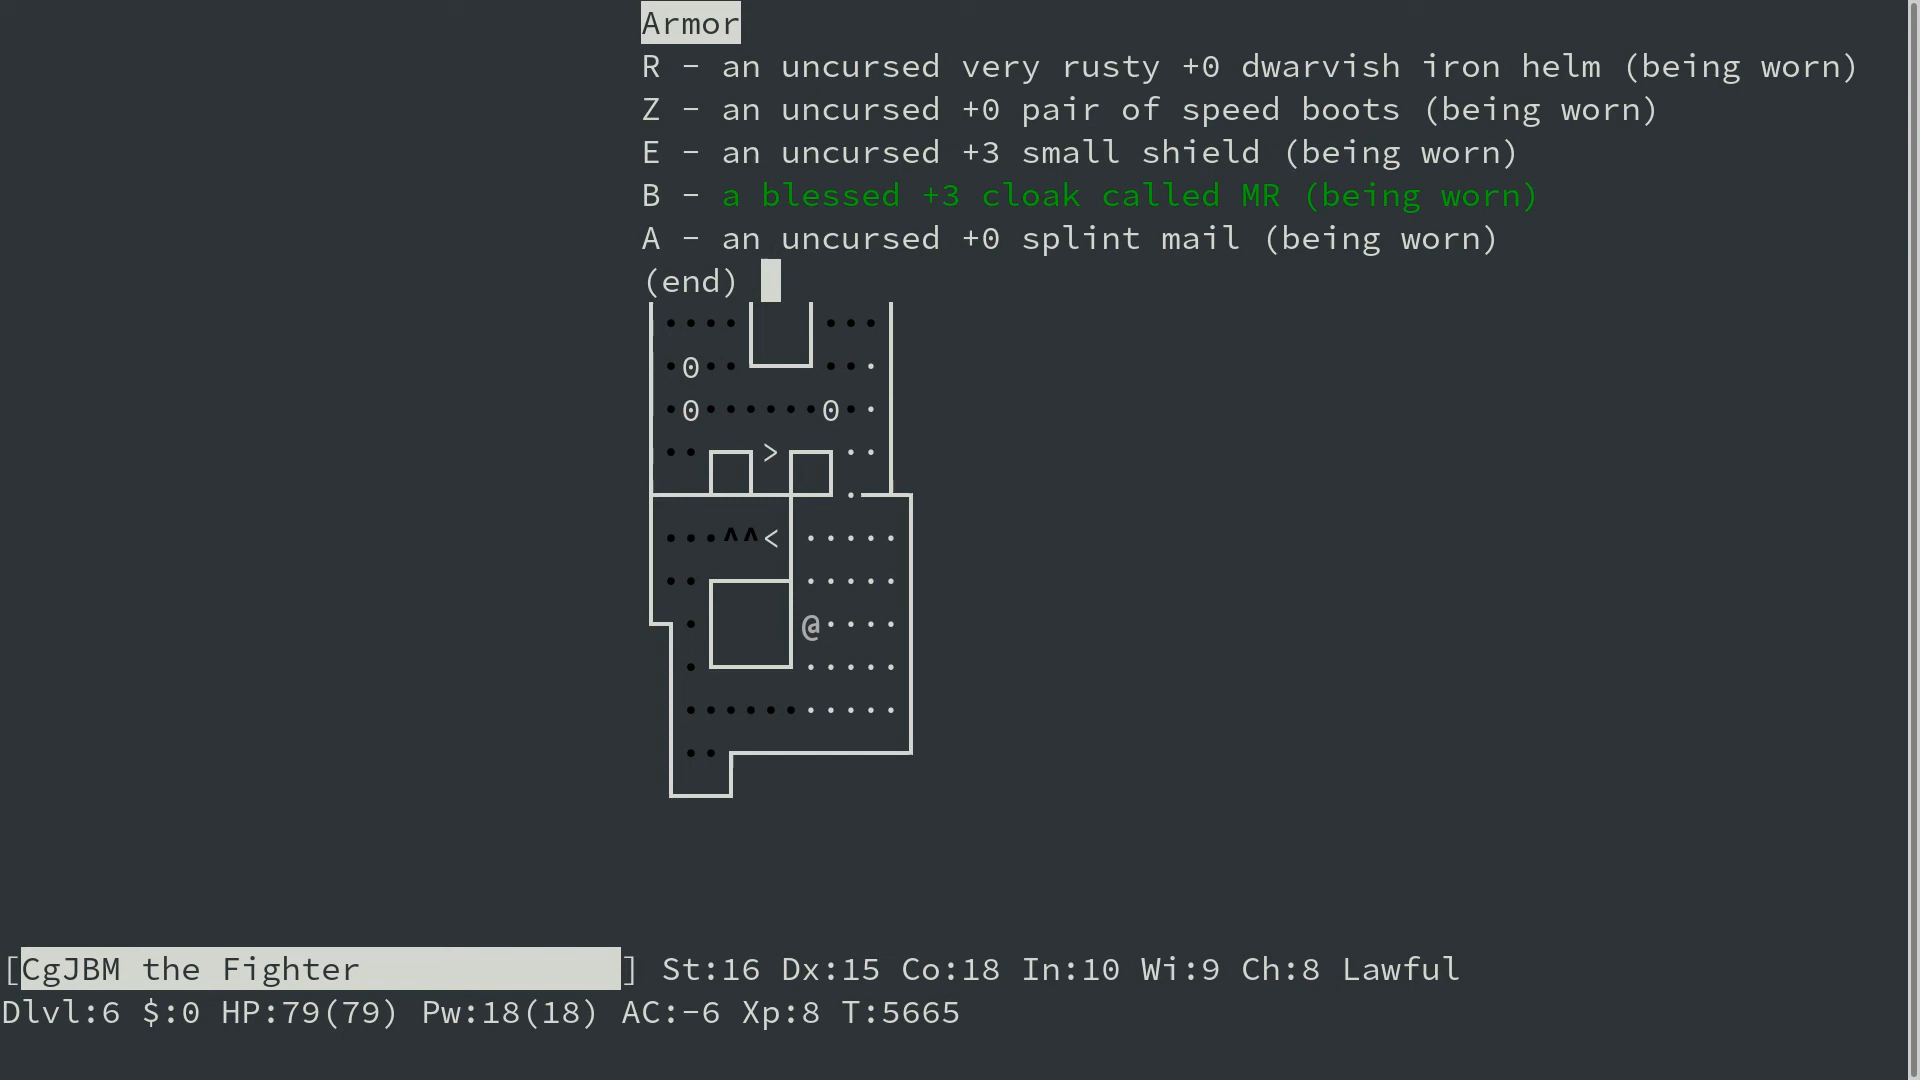 Armor
R - an uncursed very rusty +0 dwarvish iron helm (being worn)
Z - an uncursed +0 pair of speed boots (being worn)
E - an uncursed +3 small shield (being worn)
B - a blessed +3 cloak called MR (being worn)
A - an uncursed +0 splint mail (being worn)
(end)
....  ...
.0..  ...
.0......0..
.. > ..
.
...^^< .....
.. .....
. @....
. .....
...........
..
[CgJBM the Fighter ] St:16 Dx:15 Co:18 In:10 Wi:9 Ch:8 Lawful
Dlvl:6 $:0 HP:79(79) Pw:18(18) AC:-6 Xp:8 T:5665